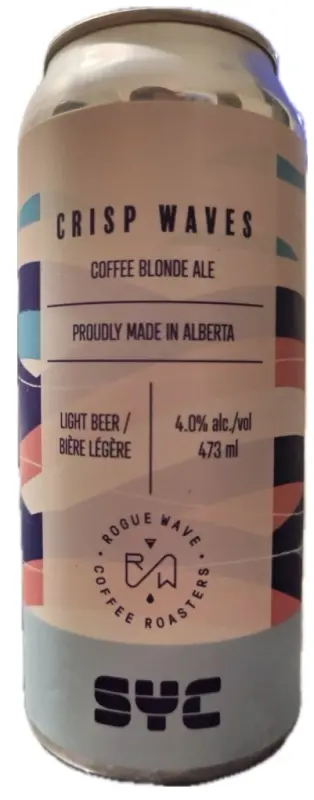 CRISP WAVES
COFFEE BLONDE ALE
PROUDLY MADE IN ALBERTA
LIGHT BEER /
BIÈRE LÉGÈRE
4.0% alc./vol
473 ml
ROGUE WAVE
RW
COFFEE ROASTERS
SYC